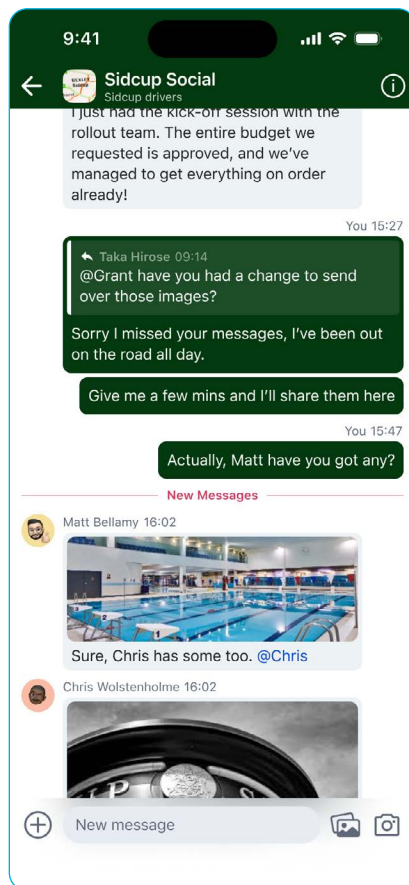 9:41
Sidcup Social
Sidcup drivers
I just had the kick-off session with the
rollout team. The entire budget we
requested is approved, and we've
managed to get everything on order
already!
You 15:27
Taka Hirose 09:14
@Grant have you had a change to send
over those images?
Sorry I missed your messages, I've been out
on the road all day.
Give me a few mins and I'll share them here
You 15:47
Actually, Matt have you got any?
New Messages
Matt Bellamy 16:02
Sure, Chris has some too. @Chris
Chris Wolstenholme 16:02
New message